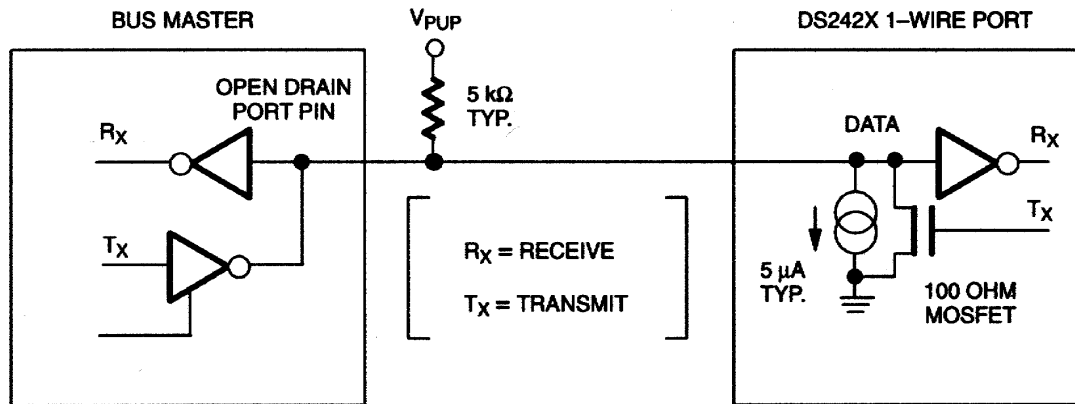 BUS MASTER
V_PUP
DS242X 1–WIRE PORT
OPEN DRAIN
PORT PIN
R_X
T_X
5 kΩ
TYP.
R_X = RECEIVE
T_X = TRANSMIT
DATA
R_X
T_X
5 µA
TYP.
100 OHM
MOSFET